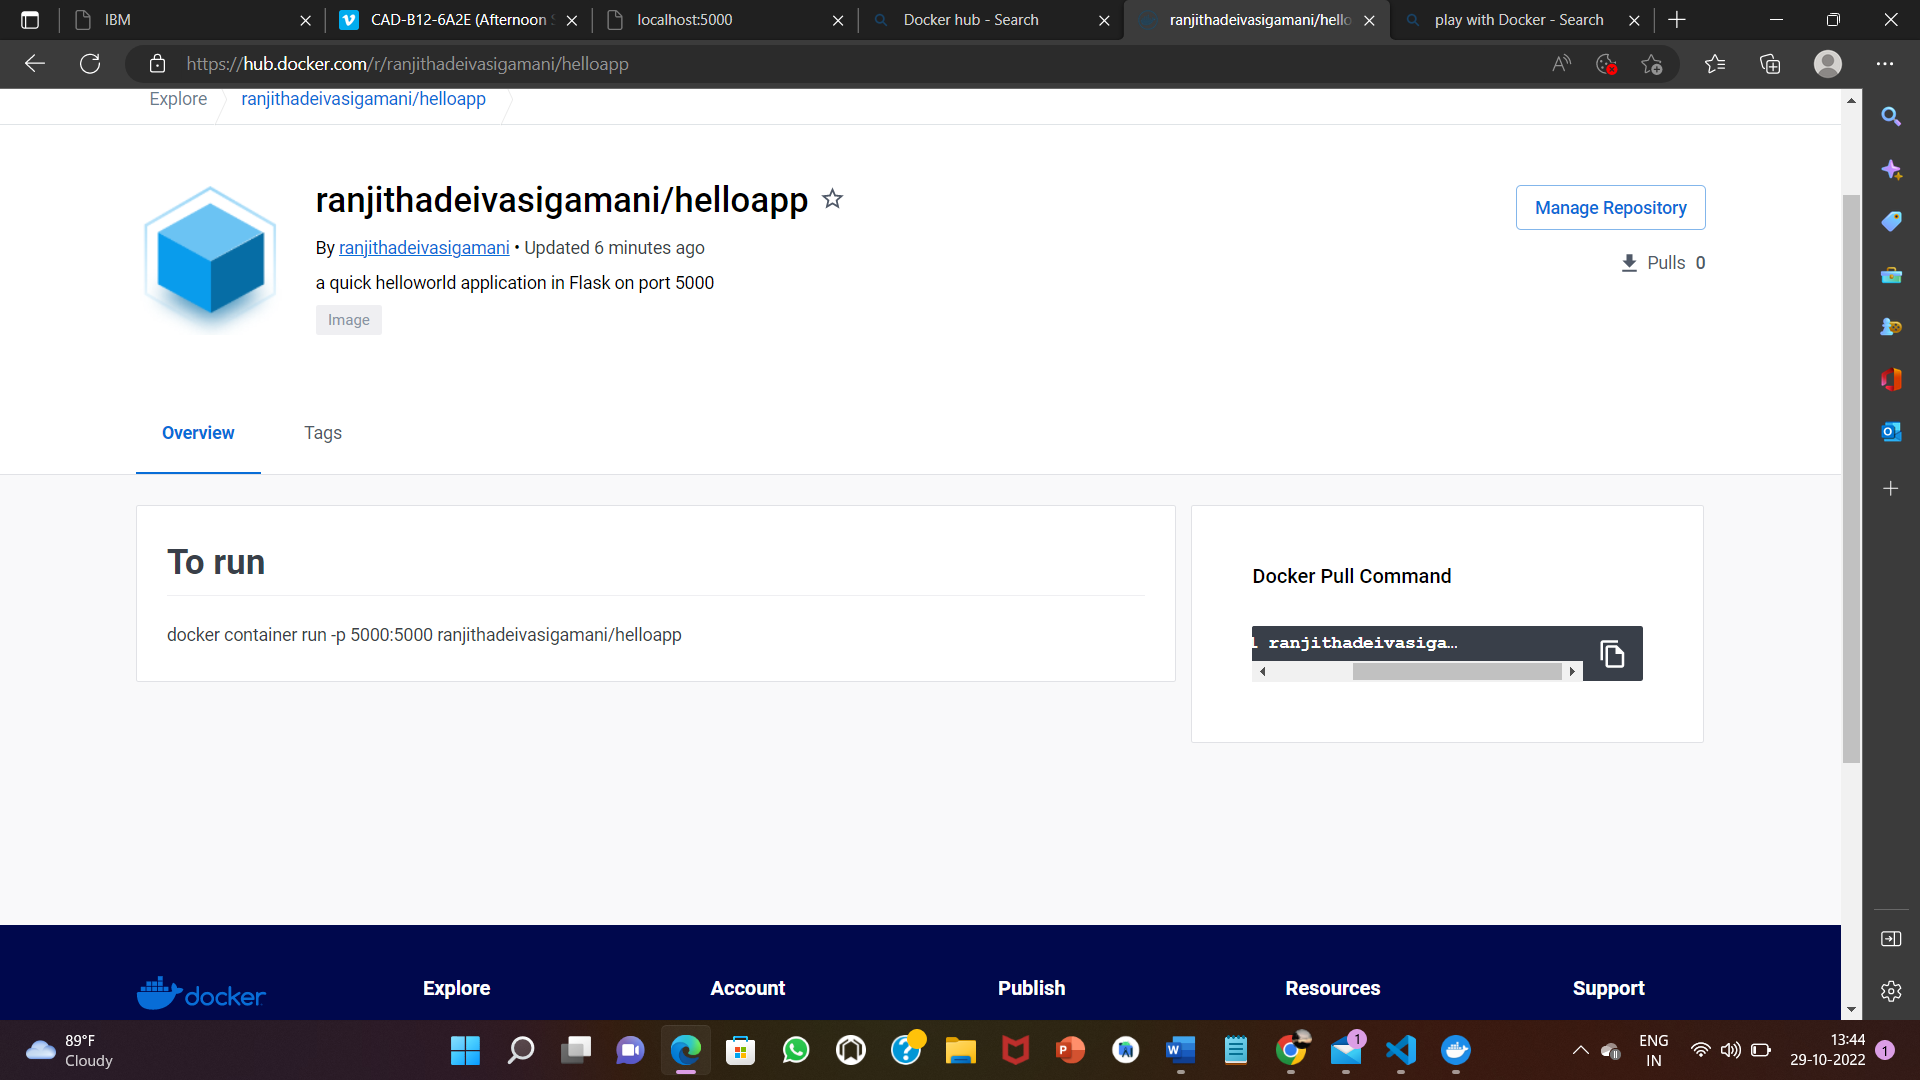 IBM
CAD-B12-6A2E (Afternoon S
localhost:5000
Docker hub - Search
ranjithadeivasigamani/hello
play with Docker - Search
https://hub.docker.com/r/ranjithadeivasigamani/helloapp
Explore
ranjithadeivasigamani/helloapp
ranjithadeivasigamani/helloapp
Manage Repository
By ranjithadeivasigamani • Updated 6 minutes ago
Pulls 0
a quick helloworld application in Flask on port 5000
Image
Overview
Tags
To run
Docker Pull Command
docker container run -p 5000:5000 ranjithadeivasigamani/helloapp
l ranjithadeivasiga…
docker
Explore
Account
Publish
Resources
Support
89°F
Cloudy
1
ENG
IN
13:44
29-10-2022
1